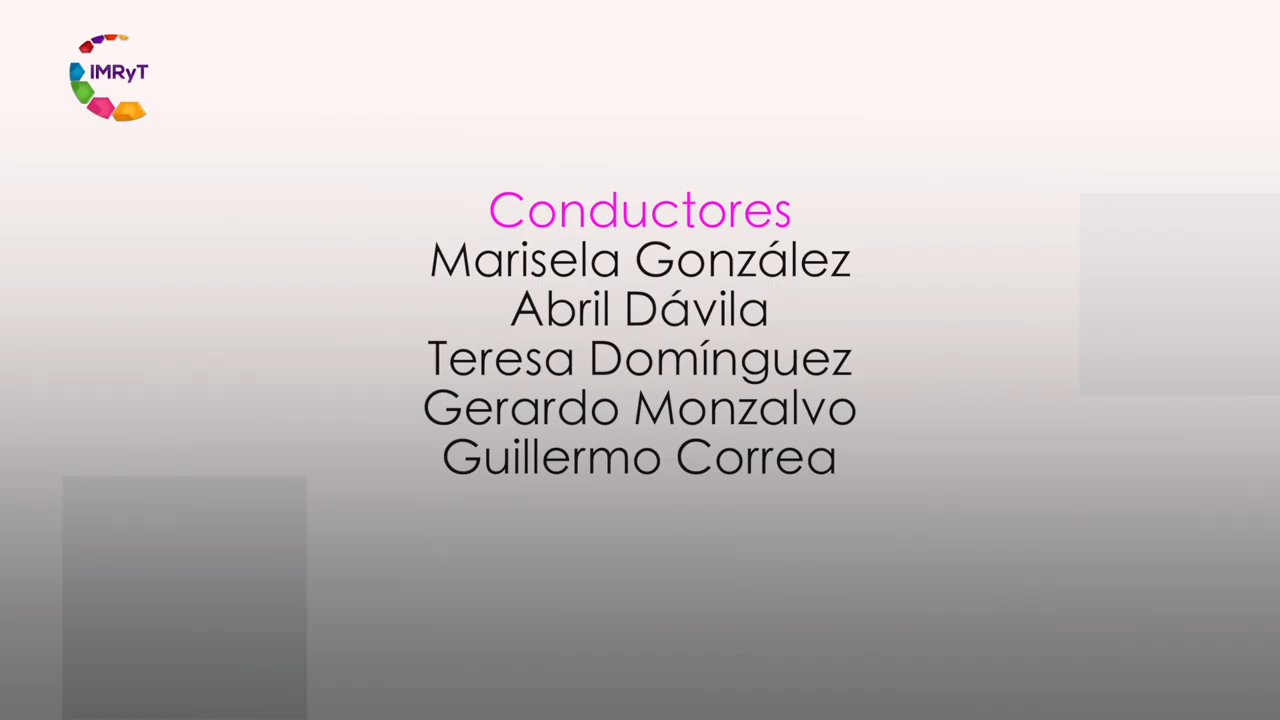 IMRyT
Conductores
Marisela González
Abril Dávila
Teresa Domínguez
Gerardo Monzalvo
Guillermo Correa